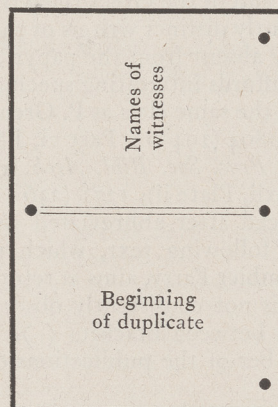 Names of
witnesses
Beginning
of duplicate